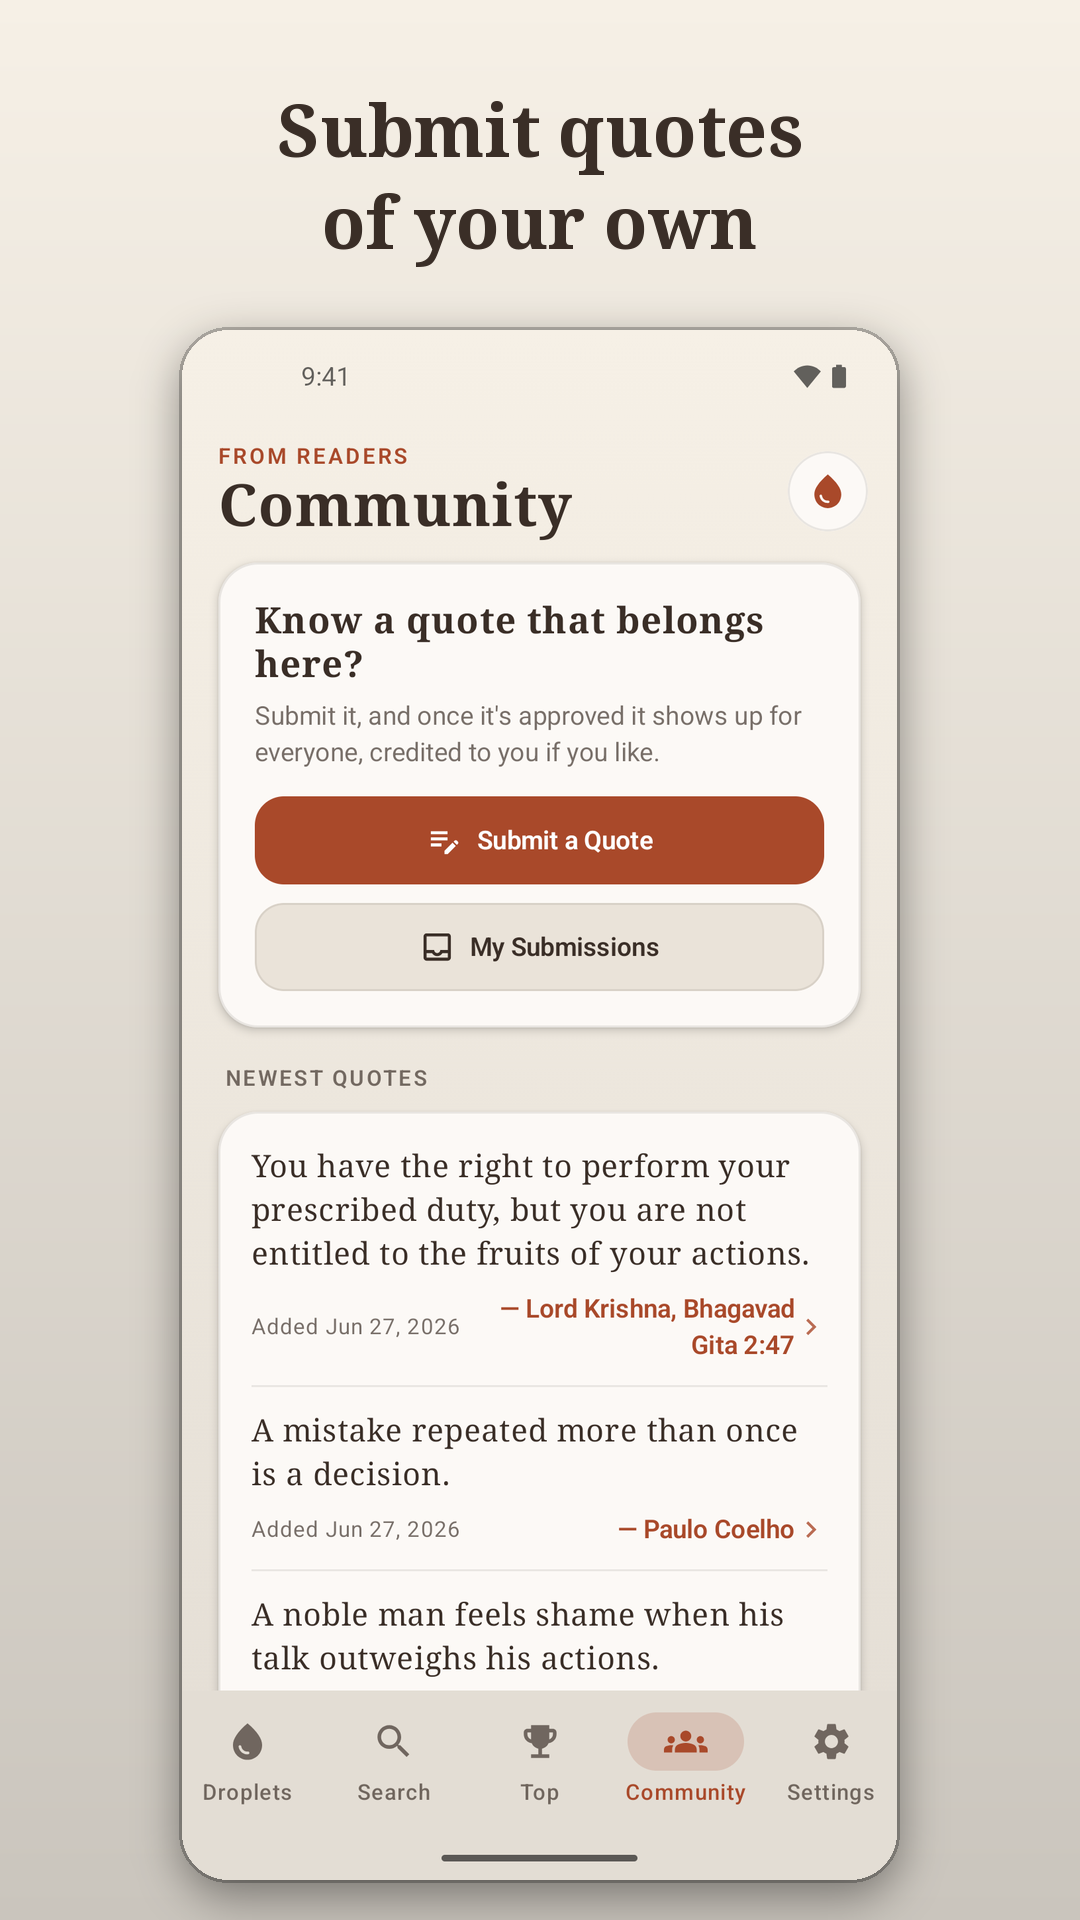 Submit quotes
of your own
9:41
FROM READERS
Community
Know a quote that belongs
here?
Submit it, and once it's approved it shows up for
everyone, credited to you if you like.
Submit a Quote
My Submissions
NEWEST QUOTES
You have the right to perform your
prescribed duty, but you are not
entitled to the fruits of your actions.
Added Jun 27, 2026
— Lord Krishna, Bhagavad
Gita 2:47
A mistake repeated more than once
is a decision.
Added Jun 27, 2026
— Paulo Coelho
A noble man feels shame when his
talk outweighs his actions.
Droplets
Search
Top
Community
Settings